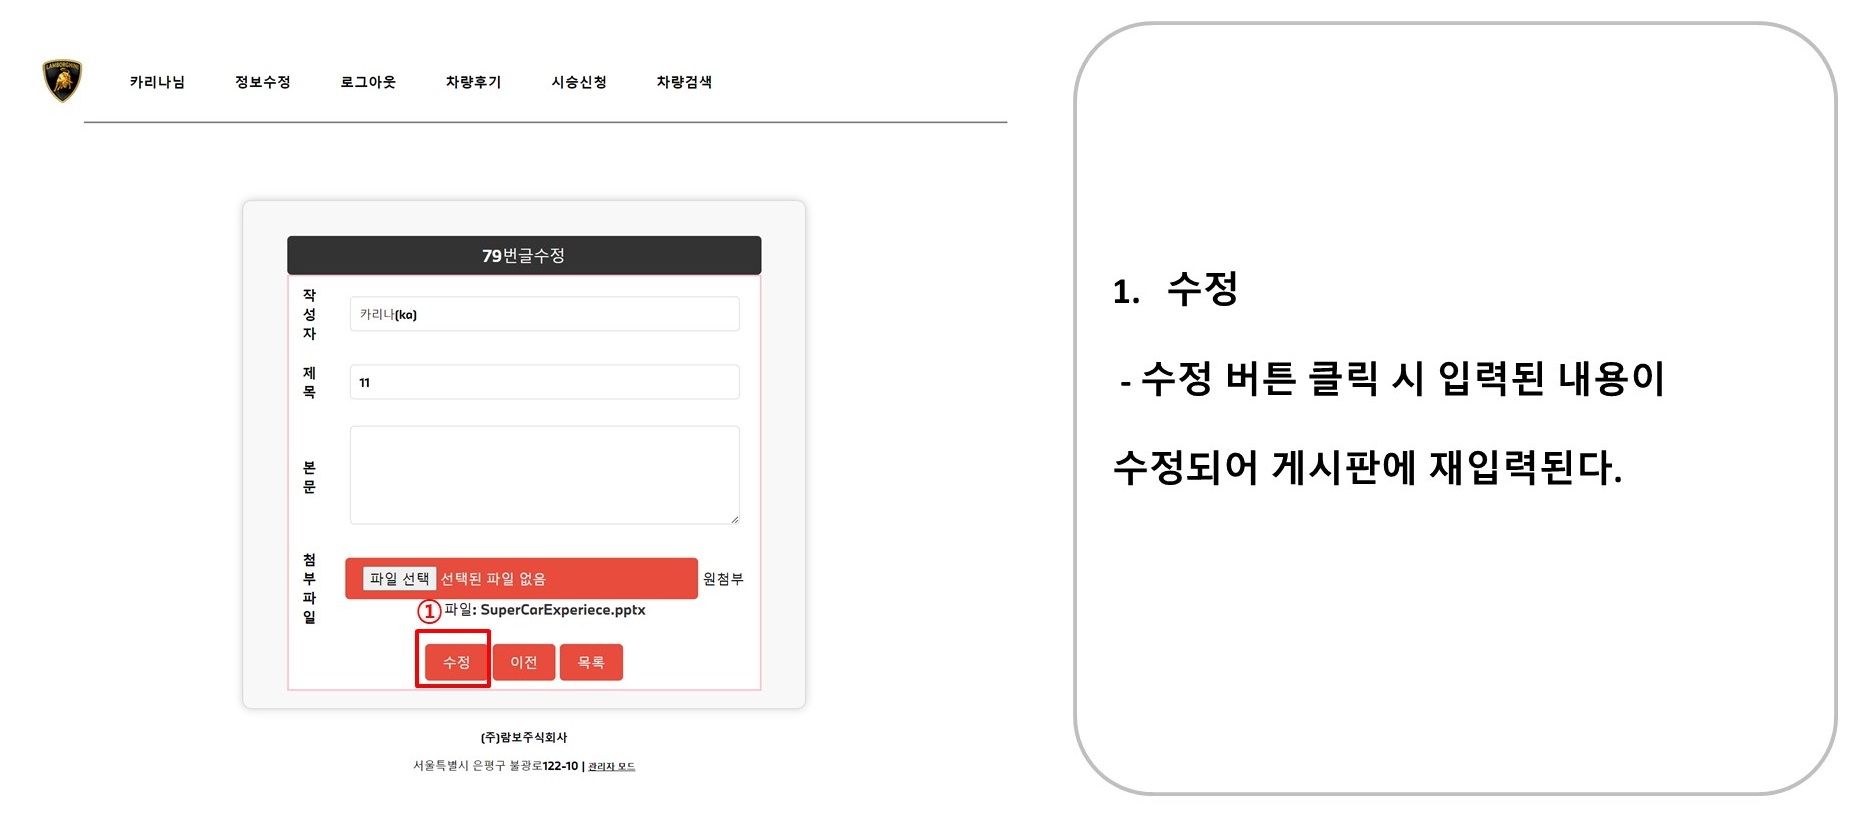 LAMBORGHINI
카리나님 정보수정 로그아웃 차량후기 시승신청 차량검색
79번글수정
작성자
카리나(ka)
제목
11
본문
첨부파일
파일 선택 선택된 파일 없음 원첨부
① 파일: SuperCarExperiece.pptx
수정 이전 목록
(주)람보주식회사
서울특별시 은평구 불광로122-10 | 관리자 모드
1. 수정
- 수정 버튼 클릭 시 입력된 내용이
수정되어 게시판에 재입력된다.